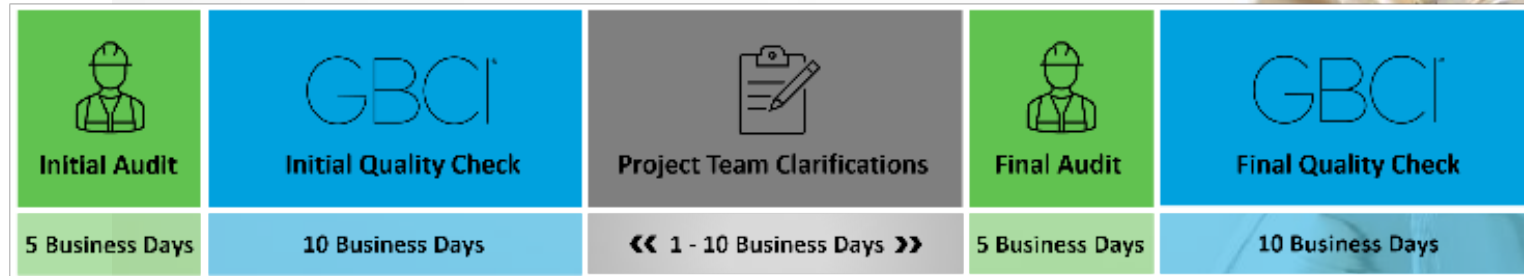 GBCI
GBCI
Initial Audit
Initial Quality Check
Project Team Clarifications
Final Audit
Final Quality Check
5 Business Days
10 Business Days
❮❮ 1 - 10 Business Days ❯❯
5 Business Days
10 Business Days